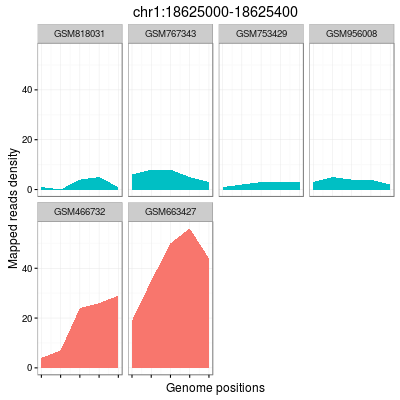 chr1:18625000-18625400
GSM818031 GSM767343 GSM753429 GSM956008
40
20
0
GSM466732 GSM663427
40
20
0
Mapped reads density
Genome positions